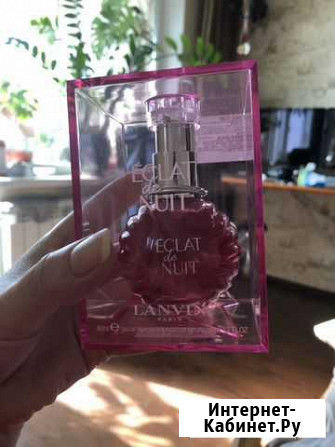 ÉCLAT
de
NUIT
ÉCLAT
de
NUIT
LANVIN
PARIS
Интернет-
Кабинет.Ру